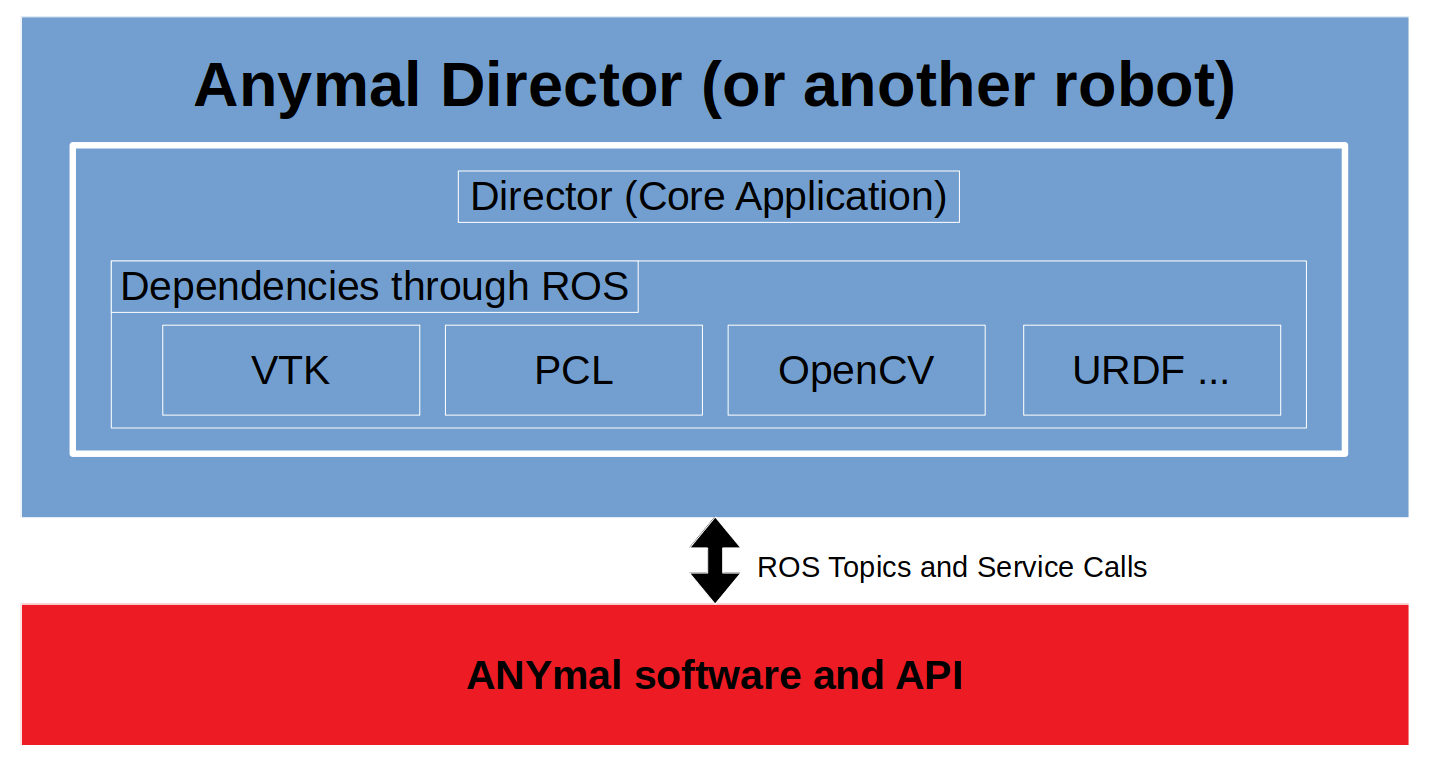 Anymal Director (or another robot)
Director (Core Application)
Dependencies through ROS
VTK
PCL
OpenCV
URDF ...
ROS Topics and Service Calls
ANYmal software and API